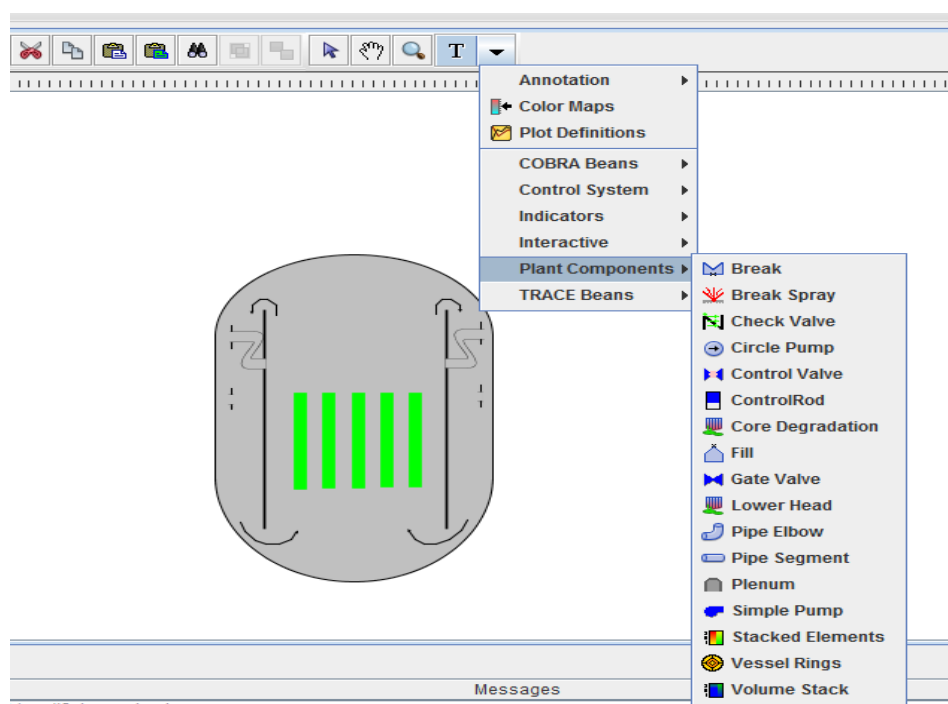 T
Annotation
Color Maps
Plot Definitions
COBRA Beans
Control System
Indicators
Interactive
Plant Components
TRACE Beans
Break
Break Spray
Check Valve
Circle Pump
Control Valve
ControlRod
Core Degradation
Fill
Gate Valve
Lower Head
Pipe Elbow
Pipe Segment
Plenum
Simple Pump
Stacked Elements
Vessel Rings
Volume Stack
Messages